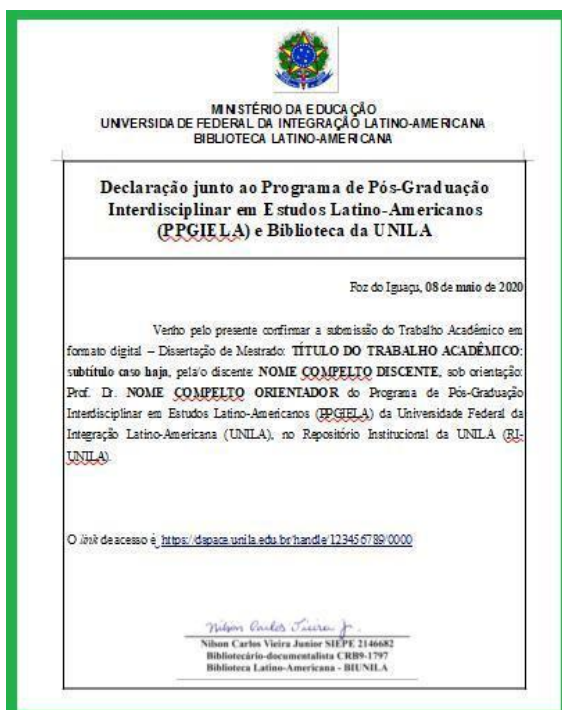 MINISTÉRIO DA EDUCAÇÃO
UNIVERSIDADE FEDERAL DA INTEGRAÇÃO LATINO-AMERICANA
BIBLIOTECA LATINO-AMERICANA
Declaração junto ao Programa de Pós-Graduação
Interdisciplinar em Estudos Latino-Americanos
(PPGIELA) e Biblioteca da UNILA
Foz do Iguaçu, 08 de maio de 2020
Venho pelo presente confirmar a submissão do Trabalho Acadêmico em
formato digital – Dissertação de Mestrado: TÍTULO DO TRABALHO ACADÊMICO:
subtítulo caso haja, pela/o discente NOME COMPELTO DISCENTE, sob orientação:
Prof. Dr. NOME COMPELTO ORIENTADOR do Programa de Pós-Graduação
Interdisciplinar em Estudos Latino-Americanos (PPGIELA) da Universidade Federal da
Integração Latino-Americana (UNILA), no Repositório Institucional da UNILA (RI-
UNILA).
O link de acesso é https://dspace.unila.edu.br/handle/123456789/0000
Nilson Carlos Vieira Jr.
Nilson Carlos Vieira Junior SIEPE 2146682
Bibliotecário-documentalista CRB9-1797
Biblioteca Latino-Americana - BIUNILA